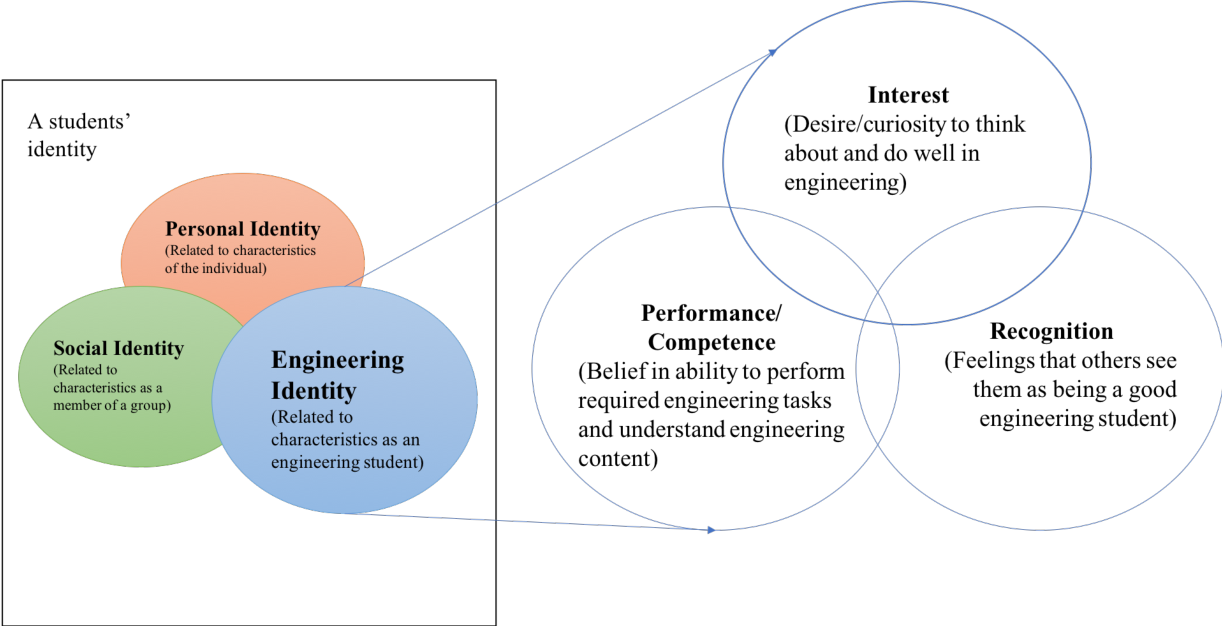 A students’
identity
Personal Identity
(Related to characteristics
of the individual)
Social Identity
(Related to
characteristics as a
member of a group)
Engineering
Identity
(Related to
characteristics as an
engineering student)
Interest
(Desire/curiosity to think
about and do well in
engineering)
Performance/
Competence
(Belief in ability to perform
required engineering tasks
and understand engineering
content)
Recognition
(Feelings that others see
them as being a good
engineering student)